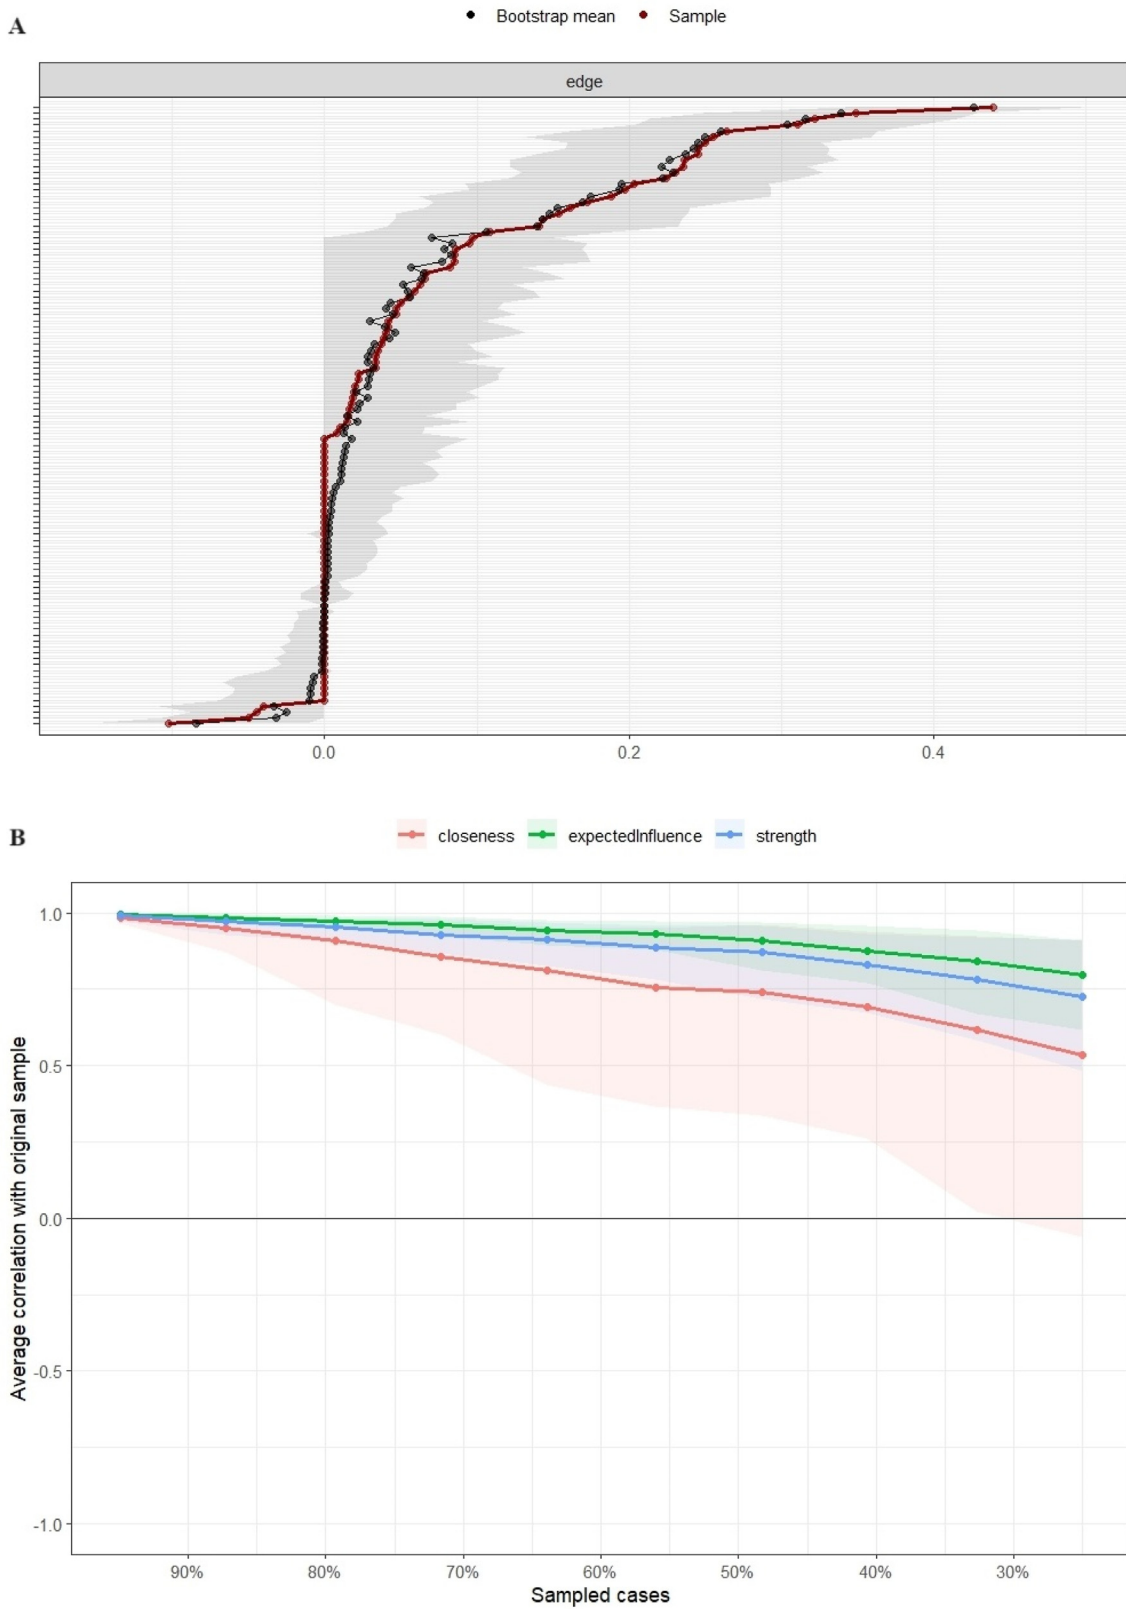 A
Bootstrap mean Sample
edge
0.0 0.2 0.4
B
closeness expectedInfluence strength
Average correlation with original sample
1.0
0.5
0.0
-0.5
-1.0
90% 80% 70% 60% 50% 40% 30%
Sampled cases